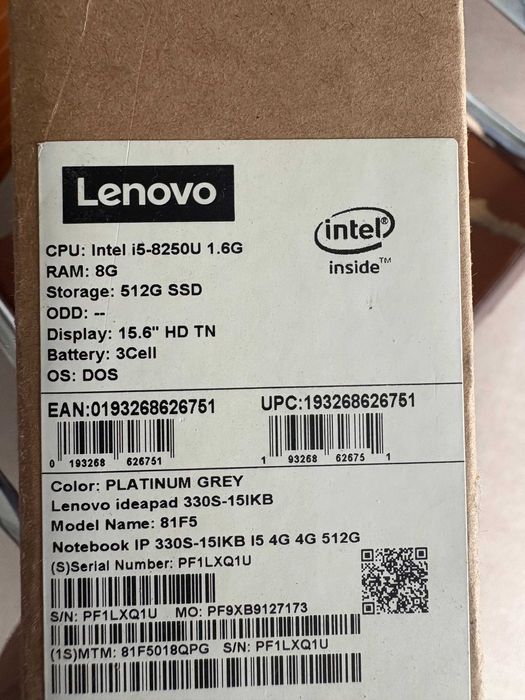 Lenovo
intel®
inside™
CPU: Intel i5-8250U 1.6G
RAM: 8G
Storage: 512G SSD
ODD: --
Display: 15.6" HD TN
Battery: 3Cell
OS: DOS
EAN:0193268626751 UPC:193268626751
0 193268 626751 1 93268 62675 1
Color: PLATINUM GREY
Lenovo ideapad 330S-15IKB
Model Name: 81F5
Notebook IP 330S-15IKB I5 4G 4G 512G
(S)Serial Number: PF1LXQ1U
S/N: PF1LXQ1U MO: PF9XB9127173
(1S)MTM: 81F5018QPG S/N: PF1LXQ1U